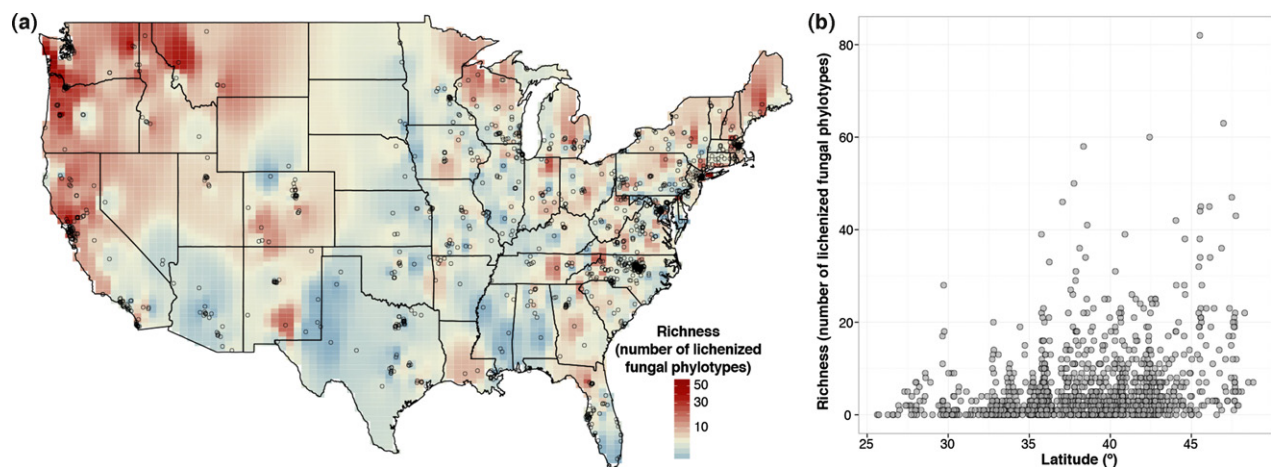 (a)
Richness
(number of lichenized
fungal phylotypes)
50
30
10
(b)
Richness (number of lichenized fungal phylotypes)
80
60
40
20
0
25
30
35
40
45
Latitude (°)